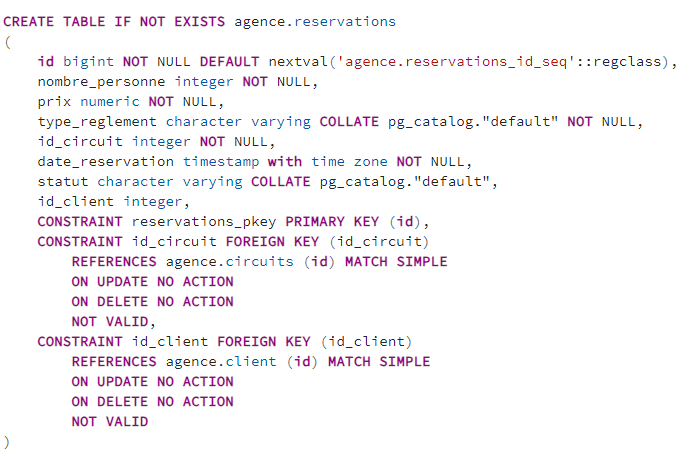 CREATE TABLE IF NOT EXISTS agence.reservations
(
    id bigint NOT NULL DEFAULT nextval('agence.reservations_id_seq'::regclass),
    nombre_personne integer NOT NULL,
    prix numeric NOT NULL,
    type_reglement character varying COLLATE pg_catalog."default" NOT NULL,
    id_circuit integer NOT NULL,
    date_reservation timestamp with time zone NOT NULL,
    statut character varying COLLATE pg_catalog."default",
    id_client integer,
    CONSTRAINT reservations_pkey PRIMARY KEY (id),
    CONSTRAINT id_circuit FOREIGN KEY (id_circuit)
        REFERENCES agence.circuits (id) MATCH SIMPLE
        ON UPDATE NO ACTION
        ON DELETE NO ACTION
        NOT VALID,
    CONSTRAINT id_client FOREIGN KEY (id_client)
        REFERENCES agence.client (id) MATCH SIMPLE
        ON UPDATE NO ACTION
        ON DELETE NO ACTION
        NOT VALID
)